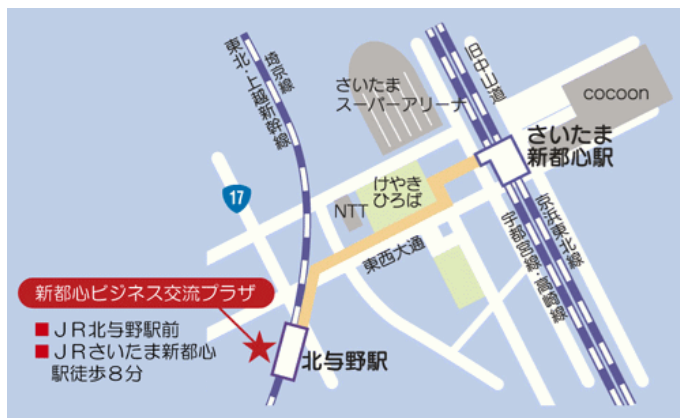 埼京線
東北・上越新幹線
さいたま
スーパーアリーナ
旧中山道
cocoon
さいたま
新都心駅
けやき
ひろば
NTT
17
東西大通
京浜東北線
宇都宮線・高崎線
新都心ビジネス交流プラザ
■ＪＲ北与野駅前
■ＪＲさいたま新都心
駅徒歩８分
北与野駅